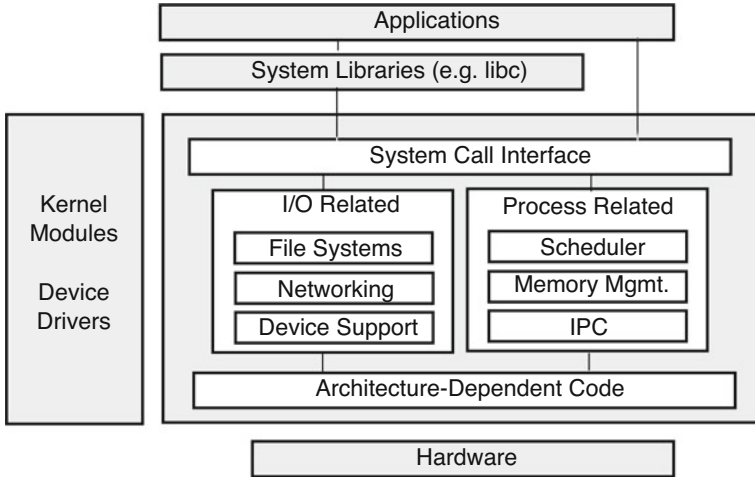 Applications
System Libraries (e.g. libc)
System Call Interface
Kernel
Modules
Device
Drivers
I/O Related
File Systems
Networking
Device Support
Process Related
Scheduler
Memory Mgmt.
IPC
Architecture-Dependent Code
Hardware